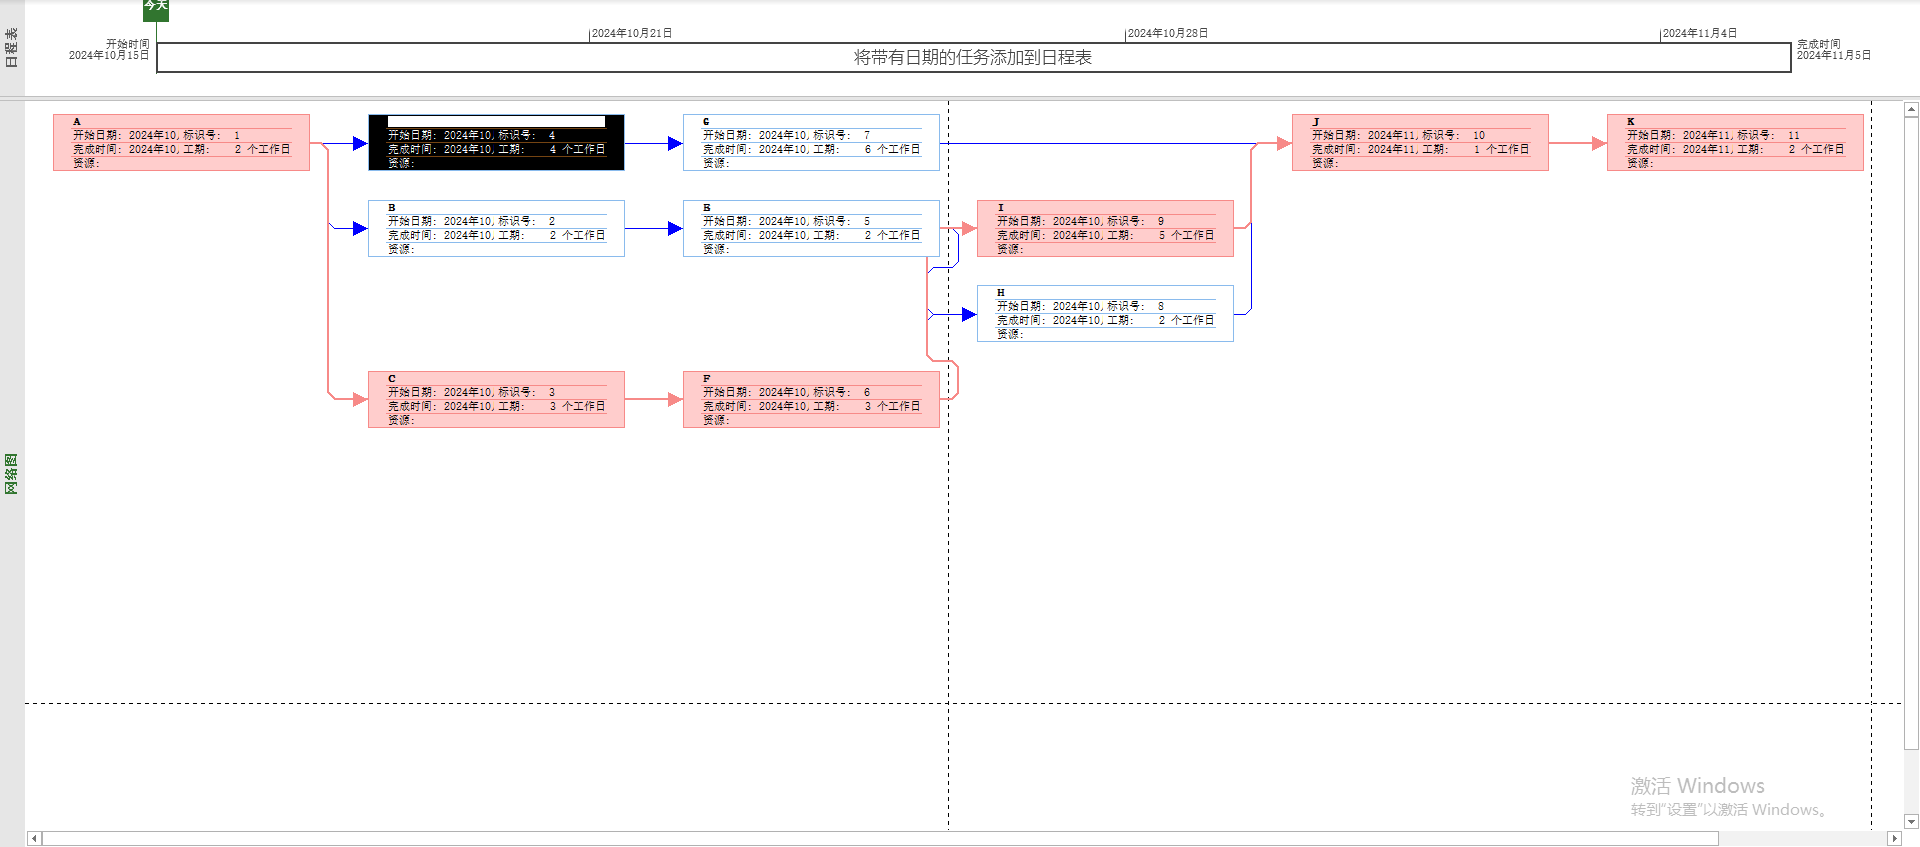 今天
日程表
开始时间
2024年10月15日
2024年10月21日
2024年10月28日
2024年11月4日
将带有日期的任务添加到日程表
完成时间
2024年11月5日
网络图
A
开始日期: 2024年10, 标识号: 1
完成时间: 2024年10, 工期: 2 个工作日
资源:
开始日期: 2024年10, 标识号: 4
完成时间: 2024年10, 工期: 4 个工作日
资源:
G
开始日期: 2024年10, 标识号: 7
完成时间: 2024年10, 工期: 6 个工作日
资源:
J
开始日期: 2024年11, 标识号: 10
完成时间: 2024年11, 工期: 1 个工作日
资源:
K
开始日期: 2024年11, 标识号: 11
完成时间: 2024年11, 工期: 2 个工作日
资源:
B
开始日期: 2024年10, 标识号: 2
完成时间: 2024年10, 工期: 2 个工作日
资源:
E
开始日期: 2024年10, 标识号: 5
完成时间: 2024年10, 工期: 2 个工作日
资源:
I
开始日期: 2024年10, 标识号: 9
完成时间: 2024年10, 工期: 5 个工作日
资源:
H
开始日期: 2024年10, 标识号: 8
完成时间: 2024年10, 工期: 2 个工作日
资源:
C
开始日期: 2024年10, 标识号: 3
完成时间: 2024年10, 工期: 3 个工作日
资源:
F
开始日期: 2024年10, 标识号: 6
完成时间: 2024年10, 工期: 3 个工作日
资源:
激活 Windows
转到"设置"以激活 Windows。